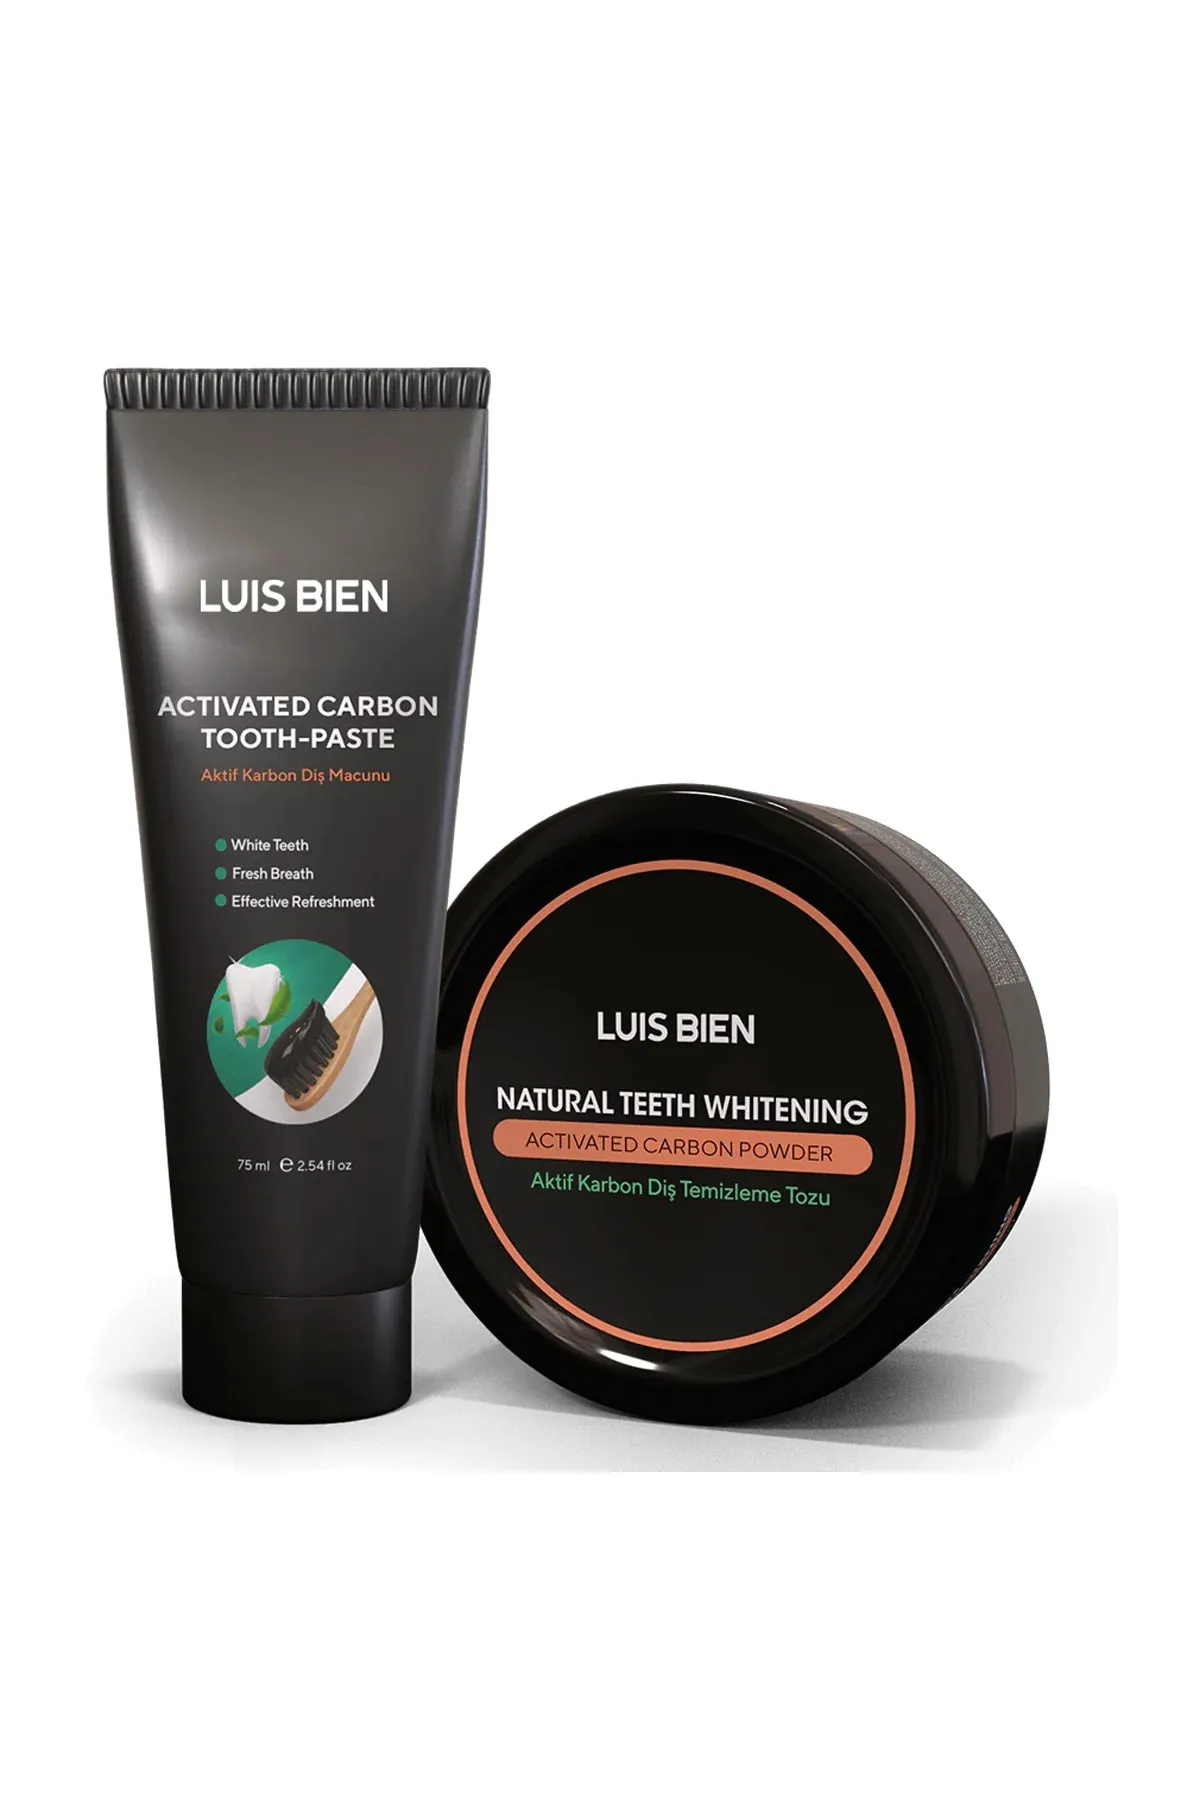 LUIS BIEN
ACTIVATED CARBON
TOOTH-PASTE
Aktif Karbon Diş Macunu
White Teeth
Fresh Breath
Effective Refreshment
75 ml ℮ 2.54 fl oz
LUIS BIEN
NATURAL TEETH WHITENING
ACTIVATED CARBON POWDER
Aktif Karbon Diş Temizleme Tozu